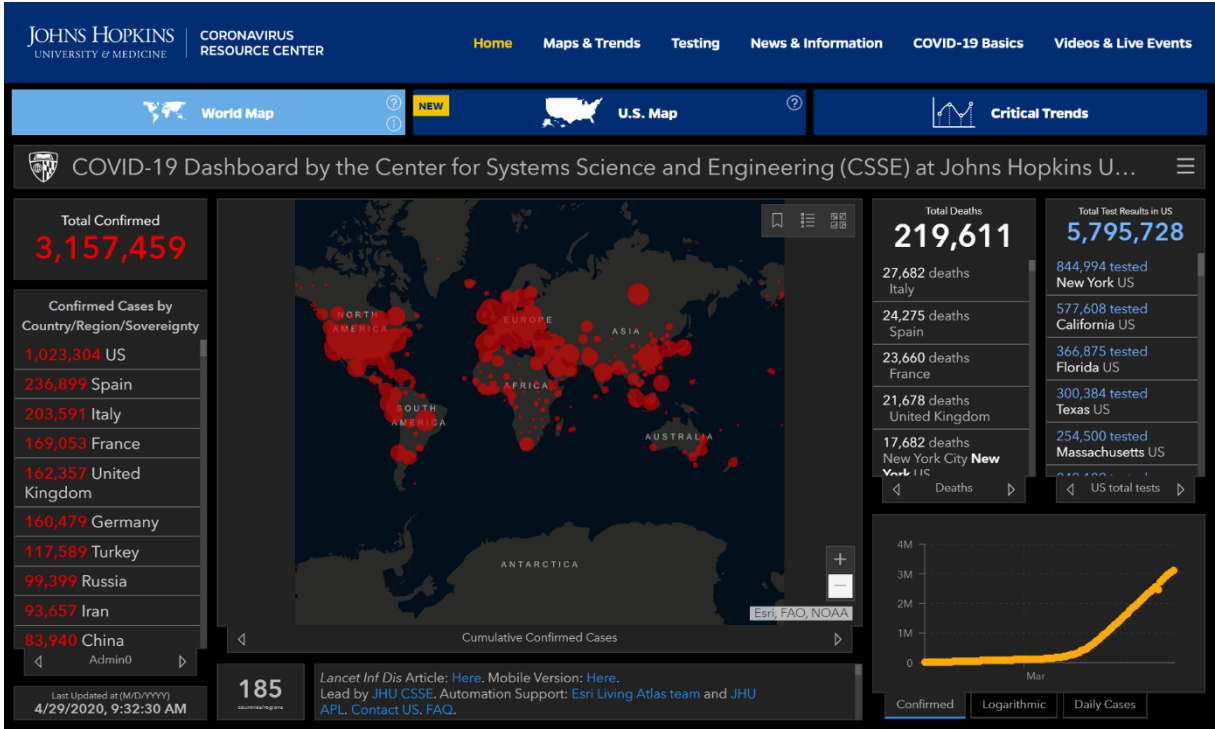 JOHNS HOPKINS
UNIVERSITY & MEDICINE
CORONAVIRUS
RESOURCE CENTER
Home
Maps & Trends
Testing
News & Information
COVID-19 Basics
Videos & Live Events
World Map
NEW
U.S. Map
Critical Trends
COVID-19 Dashboard by the Center for Systems Science and Engineering (CSSE) at Johns Hopkins U...
Total Confirmed
3,157,459
Confirmed Cases by
Country/Region/Sovereignty
1,023,304 US
236,899 Spain
203,591 Italy
169,053 France
162,357 United
Kingdom
160,479 Germany
117,589 Turkey
99,399 Russia
93,657 Iran
83,940 China
Admin0
Last Updated at (M/D/YYYY)
4/29/2020, 9:32:30 AM
NORTH
AMERICA
EUROPE
ASIA
AFRICA
SOUTH
AMERICA
AUSTRALIA
ANTARCTICA
Esri, FAO, NOAA
Cumulative Confirmed Cases
185
countries/regions
Lancet Inf Dis Article: Here. Mobile Version: Here.
Lead by JHU CSSE. Automation Support: Esri Living Atlas team and JHU
APL. Contact US. FAQ.
Total Deaths
219,611
27,682 deaths
Italy
24,275 deaths
Spain
23,660 deaths
France
21,678 deaths
United Kingdom
17,682 deaths
New York City New
York US
Deaths
Total Test Results in US
5,795,728
844,994 tested
New York US
577,608 tested
California US
366,875 tested
Florida US
300,384 tested
Texas US
254,500 tested
Massachusetts US
US total tests
4M
3M
2M
1M
0
Mar
Confirmed
Logarithmic
Daily Cases